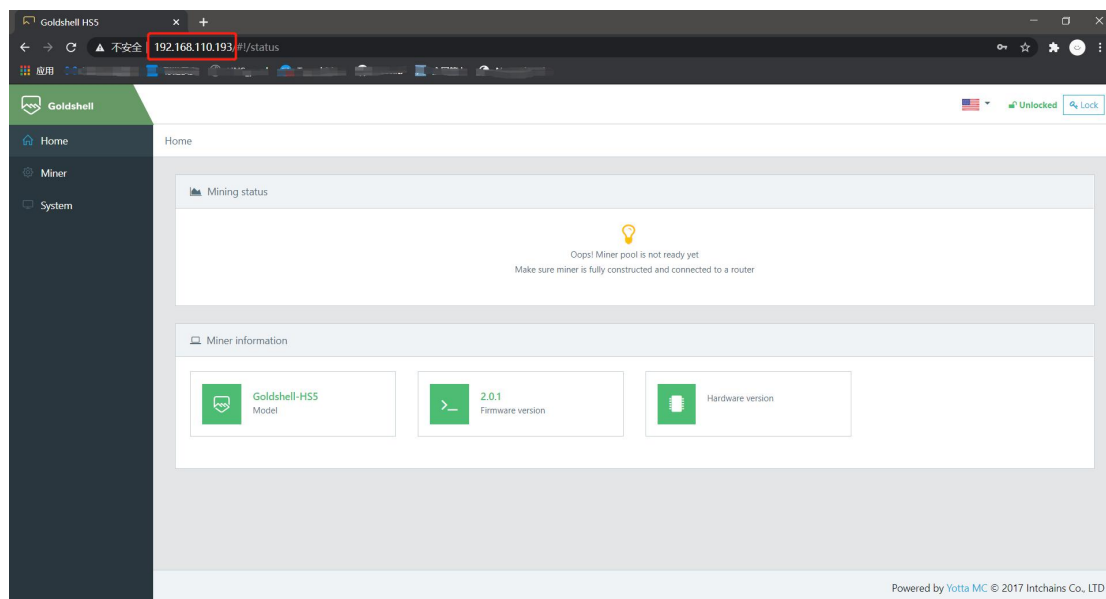 Goldshell HS5
不安全
192.168.110.193/#!/status
应用
Goldshell
Unlocked
Lock
Home
Home
Miner
System
Mining status
Oops! Miner pool is not ready yet
Make sure miner is fully constructed and connected to a router
Miner information
Goldshell-HS5
Model
2.0.1
Firmware version
Hardware version
Powered by Yotta MC © 2017 Intchains Co., LTD